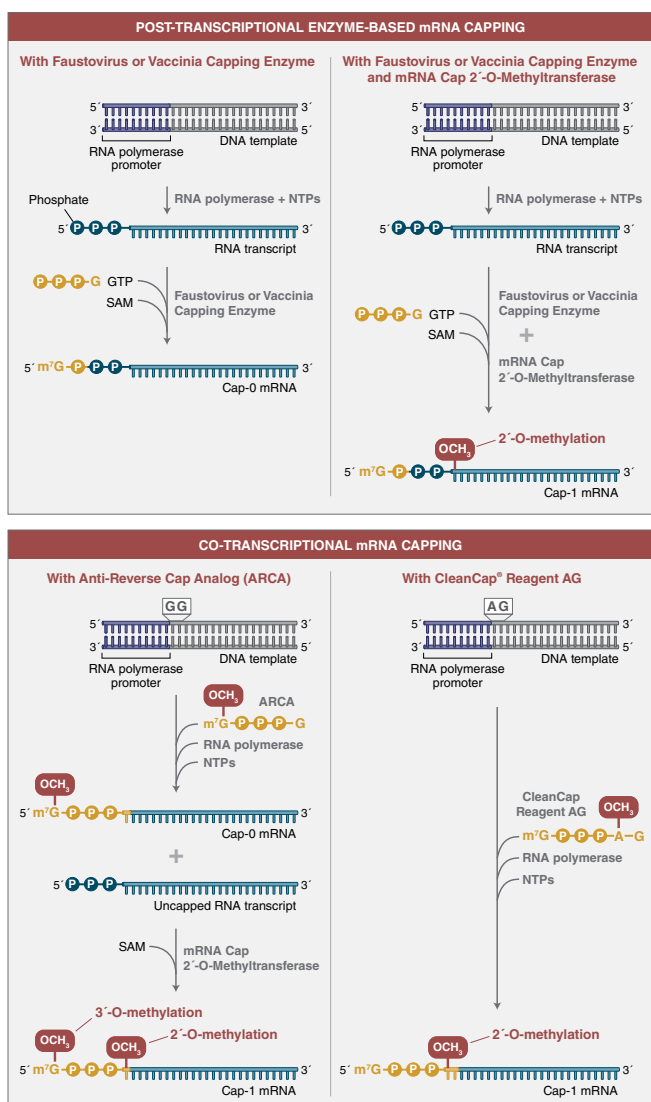 POST-TRANSCRIPTIONAL ENZYME-BASED mRNA CAPPING
With Faustovirus or Vaccinia Capping Enzyme
5´ 3´
3´ 5´
RNA polymerase
promoter
DNA template
RNA polymerase + NTPs
Phosphate
5´ P P P 3´
RNA transcript
P P P G GTP
SAM
Faustovirus or Vaccinia
Capping Enzyme
5´ m⁷G P P P 3´
Cap-0 mRNA
With Faustovirus or Vaccinia Capping Enzyme
and mRNA Cap 2´-O-Methyltransferase
5´ 3´
3´ 5´
RNA polymerase
promoter
DNA template
RNA polymerase + NTPs
5´ P P P 3´
RNA transcript
P P P G GTP
SAM
Faustovirus or Vaccinia
Capping Enzyme
+
mRNA Cap
2´-O-Methyltransferase
OCH₃ 2´-O-methylation
5´ m⁷G P P P 3´
Cap-1 mRNA
CO-TRANSCRIPTIONAL mRNA CAPPING
With Anti-Reverse Cap Analog (ARCA)
GG
5´ 3´
3´ 5´
RNA polymerase
promoter
DNA template
OCH₃ ARCA
m⁷G P P P G
RNA polymerase
NTPs
OCH₃
5´ m⁷G P P P 3´
Cap-0 mRNA
+
5´ P P P 3´
Uncapped RNA transcript
SAM
mRNA Cap
2´-O-Methyltransferase
3´-O-methylation
OCH₃ OCH₃ 2´-O-methylation
5´ m⁷G P P P 3´
Cap-1 mRNA
With CleanCap® Reagent AG
AG
5´ 3´
3´ 5´
RNA polymerase
promoter
DNA template
CleanCap
Reagent AG
OCH₃
m⁷G P P P A G
RNA polymerase
NTPs
OCH₃ 2´-O-methylation
5´ m⁷G P P P 3´
Cap-1 mRNA